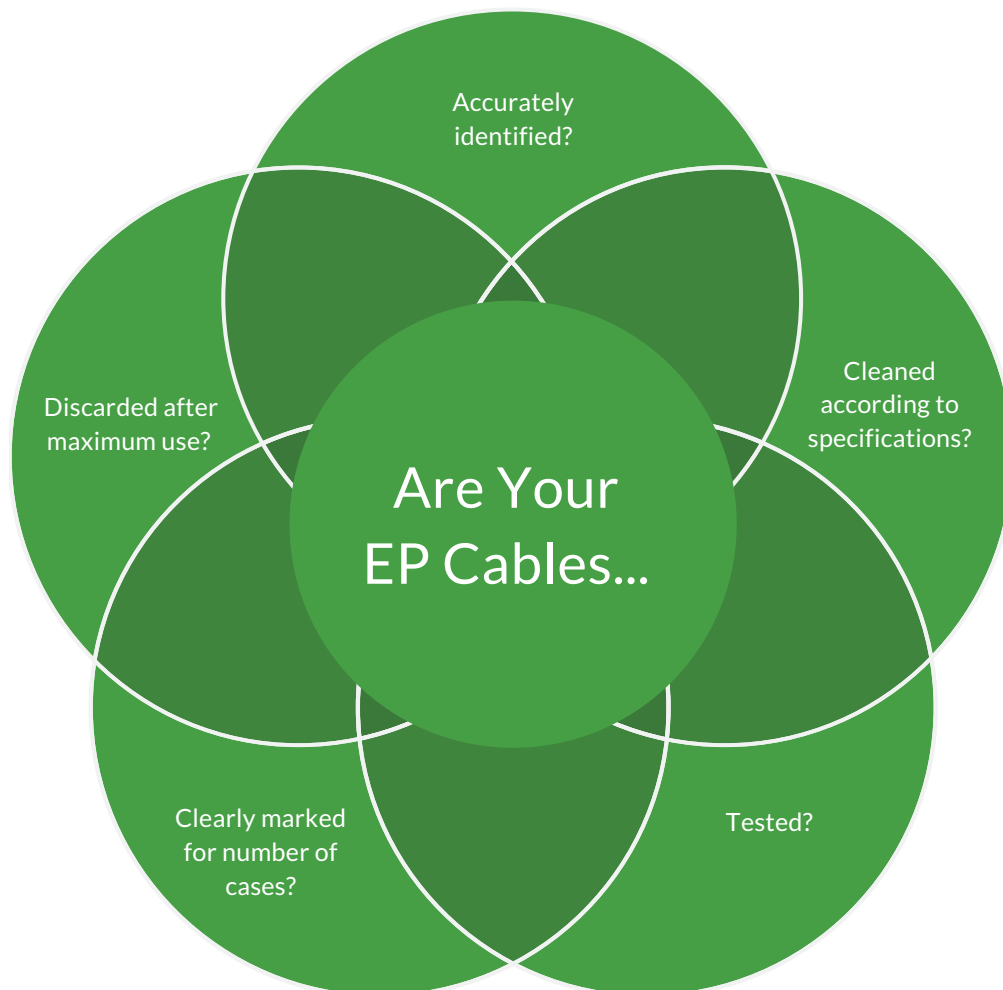 Accurately
identified?
Cleaned
according to
specifications?
Discarded after
maximum use?
Are Your
EP Cables...
Clearly marked
for number of
cases?
Tested?